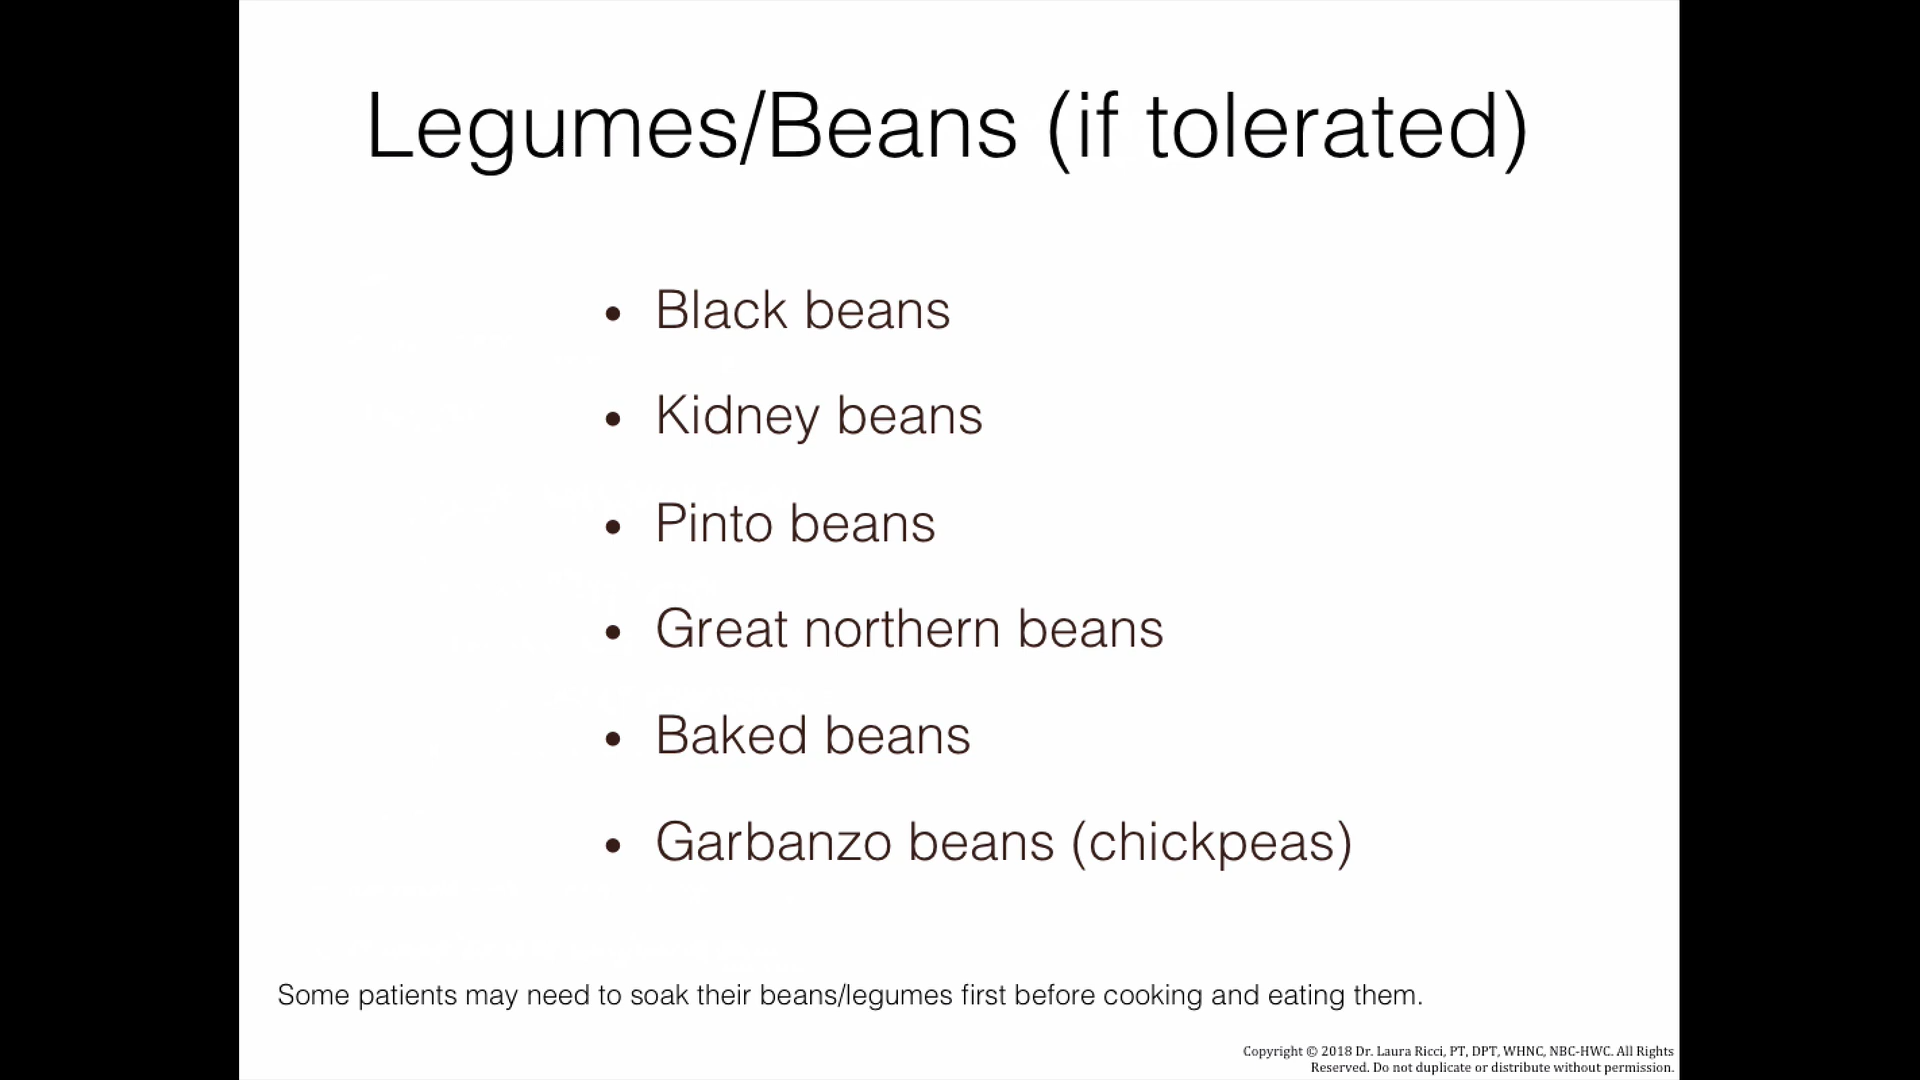 Legumes/Beans (if tolerated)
• Black beans
• Kidney beans
• Pinto beans
• Great northern beans
• Baked beans
• Garbanzo beans (chickpeas)
Some patients may need to soak their beans/legumes first before cooking and eating them.
Copyright © 2018 Dr. Laura Ricci, PT, DPT, WHNC, NBC-HWC. All Rights
Reserved. Do not duplicate or distribute without permission.